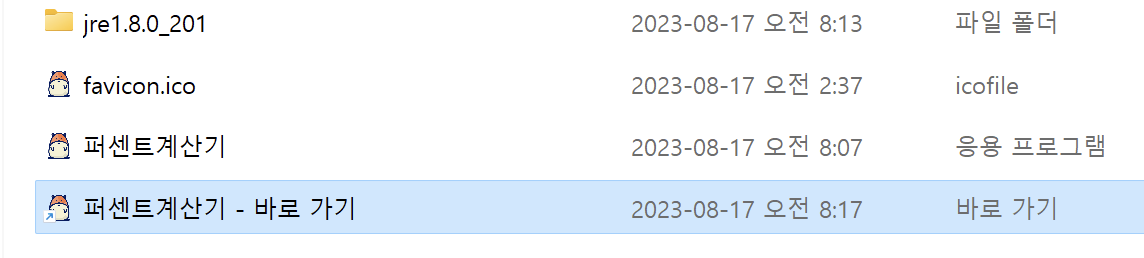 jre1.8.0_201 2023-08-17 오전 8:13 파일 폴더
favicon.ico 2023-08-17 오전 2:37 icofile
퍼센트계산기 2023-08-17 오전 8:07 응용 프로그램
퍼센트계산기 - 바로 가기 2023-08-17 오전 8:17 바로 가기